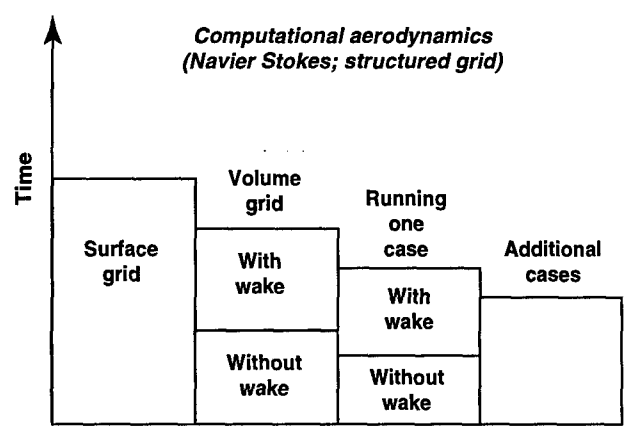 Computational aerodynamics
(Navier Stokes; structured grid)
Time
Surface
grid
Volume
grid
With
wake
Without
wake
Running
one
case
With
wake
Without
wake
Additional
cases